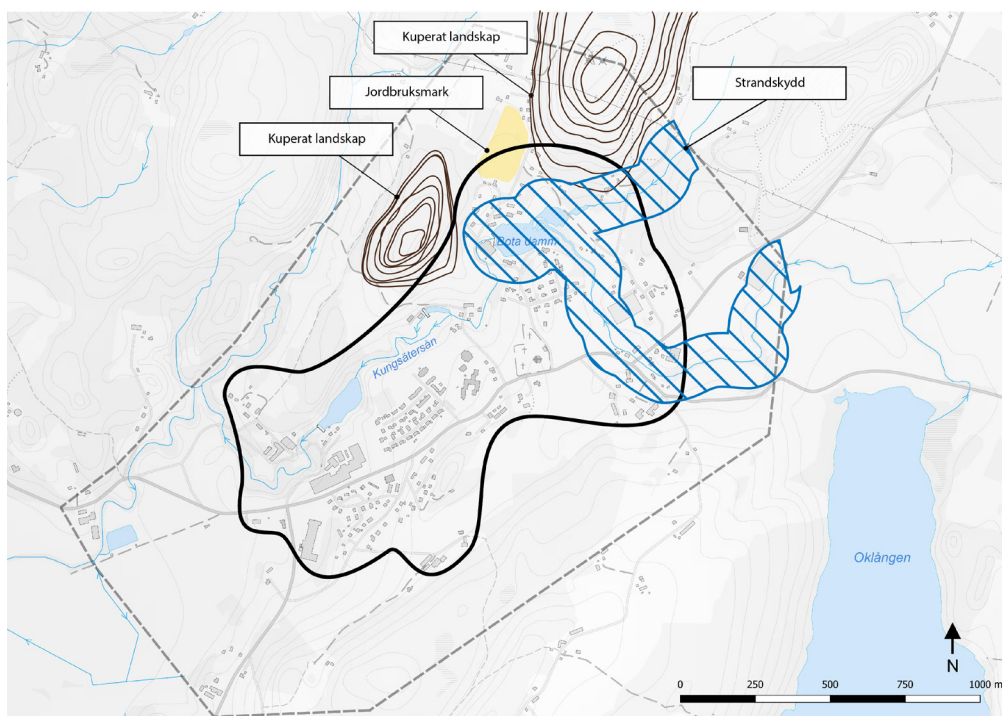 Kuperat landskap
Strandskydd
Jordbruksmark
Kuperat landskap
Bota damm
Kungsätersån
Oklången
N
0 250 500 750 1000 m